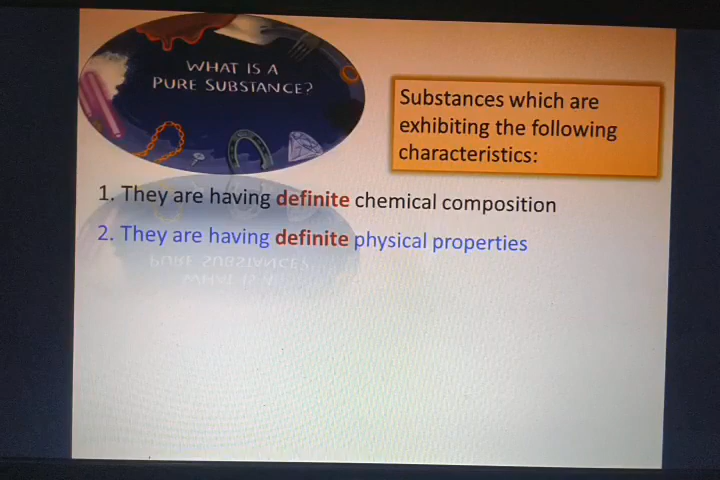 WHAT IS A
PURE SUBSTANCE?
Substances which are
exhibiting the following
characteristics:
1. They are having definite chemical composition
2. They are having definite physical properties